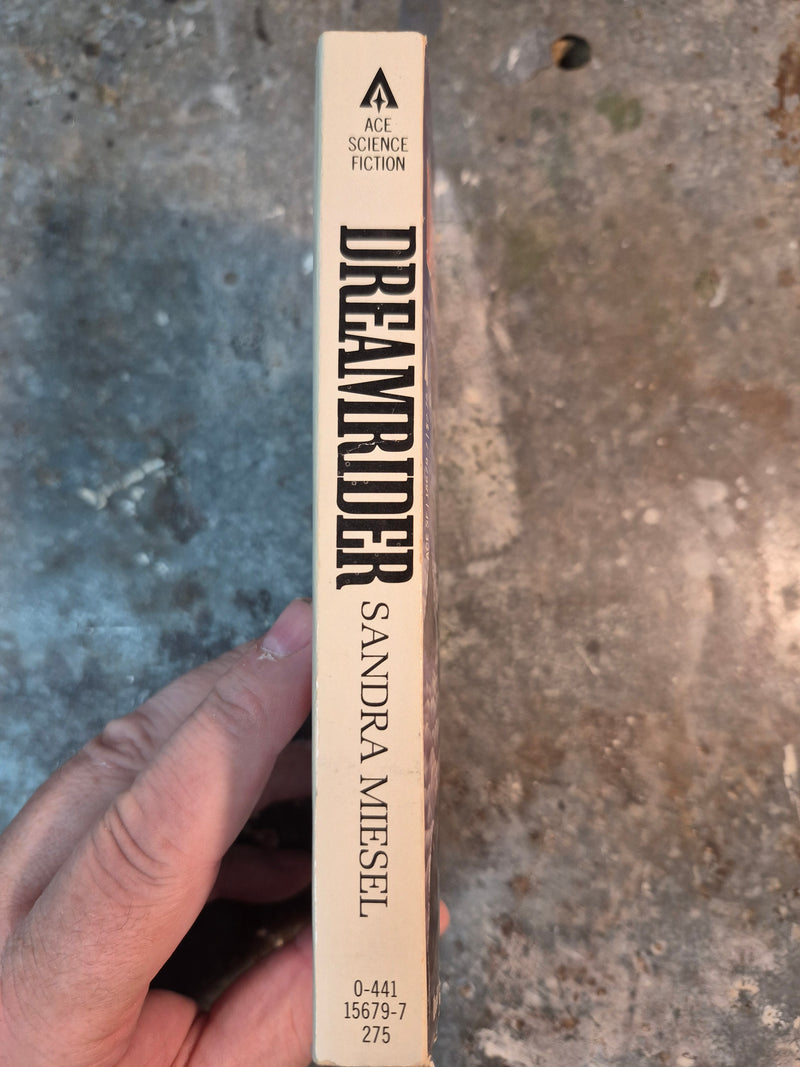 ACE
SCIENCE
FICTION
DREAMRIDER
SANDRA MIESEL
0-441
15679-7
275